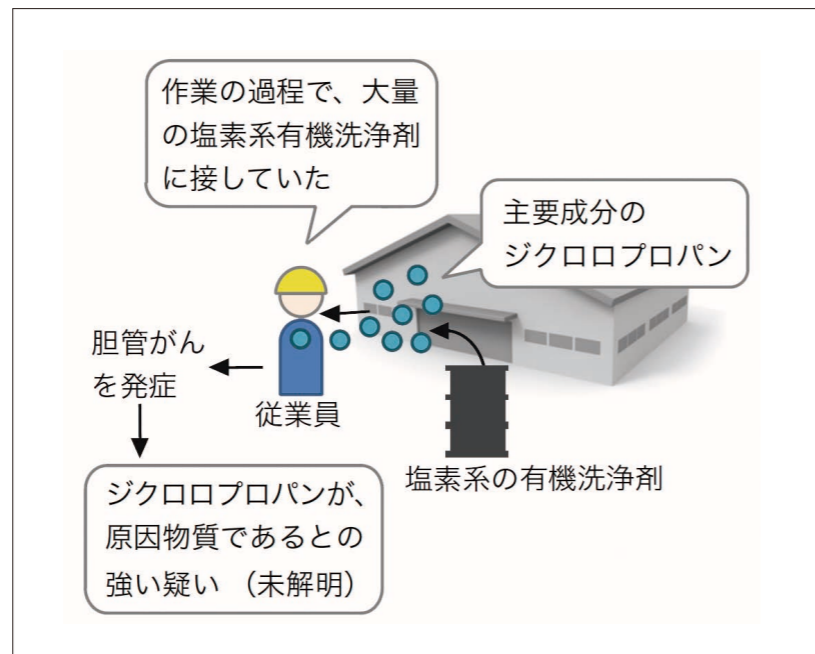 作業の過程で、大量
の塩素系有機洗浄剤
に接していた
主要成分の
ジクロロプロパン
胆管がん
を発症
従業員
塩素系の有機洗浄剤
ジクロロプロパンが、
原因物質であるとの
強い疑い （未解明）